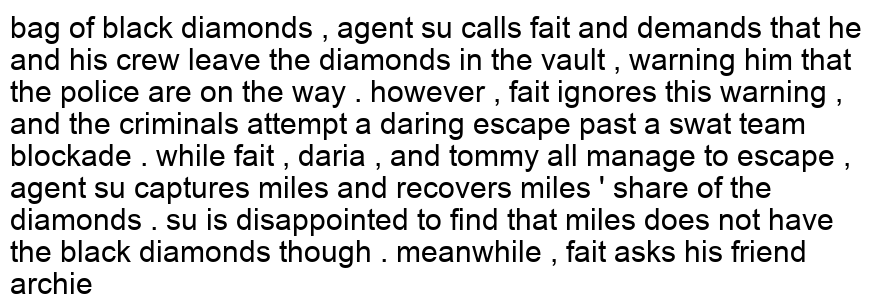 bag of black diamonds , agent su calls fait and demands that he
and his crew leave the diamonds in the vault , warning him that
the police are on the way . however , fait ignores this warning ,
and the criminals attempt a daring escape past a swat team
blockade . while fait , daria , and tommy all manage to escape ,
agent su captures miles and recovers miles ' share of the
diamonds . su is disappointed to find that miles does not have
the black diamonds though . meanwhile , fait asks his friend
archie